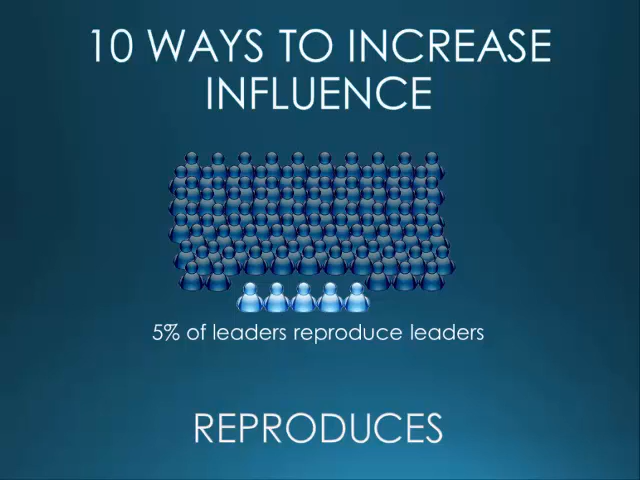 10 WAYS TO INCREASE
INFLUENCE
5% of leaders reproduce leaders
REPRODUCES